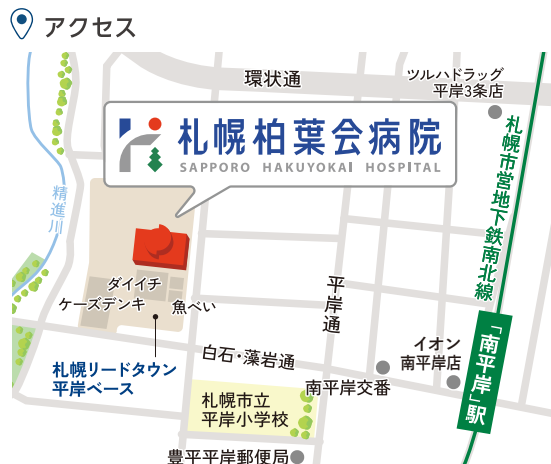 アクセス
環状通
ツルハドラッグ
平岸3条店
札幌柏葉会病院
SAPPORO HAKUYOKAI HOSPITAL
札幌市営地下鉄南北線
精進川
ダイイチ
ケーズデンキ
魚べい
平岸通
「南平岸」駅
イオン
南平岸店
白石・藻岩通
札幌リードタウン
平岸ベース
南平岸交番
札幌市立
平岸小学校
豊平平岸郵便局